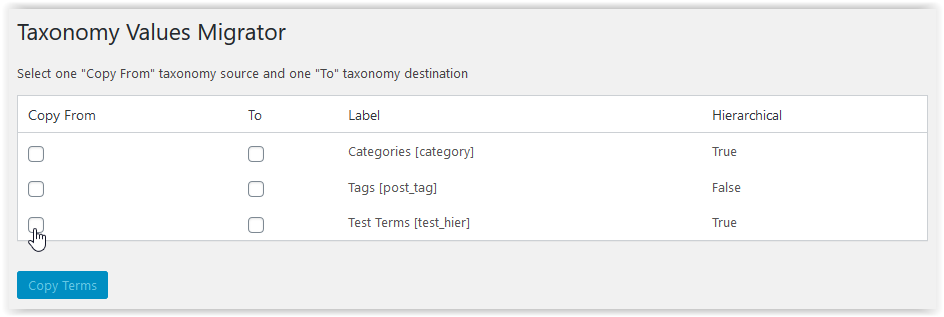 Taxonomy Values Migrator
Select one "Copy From" taxonomy source and one "To" taxonomy destination
Copy From To Label Hierarchical
Categories [category] True
Tags [post_tag] False
Test Terms [test_hier] True
Copy Terms